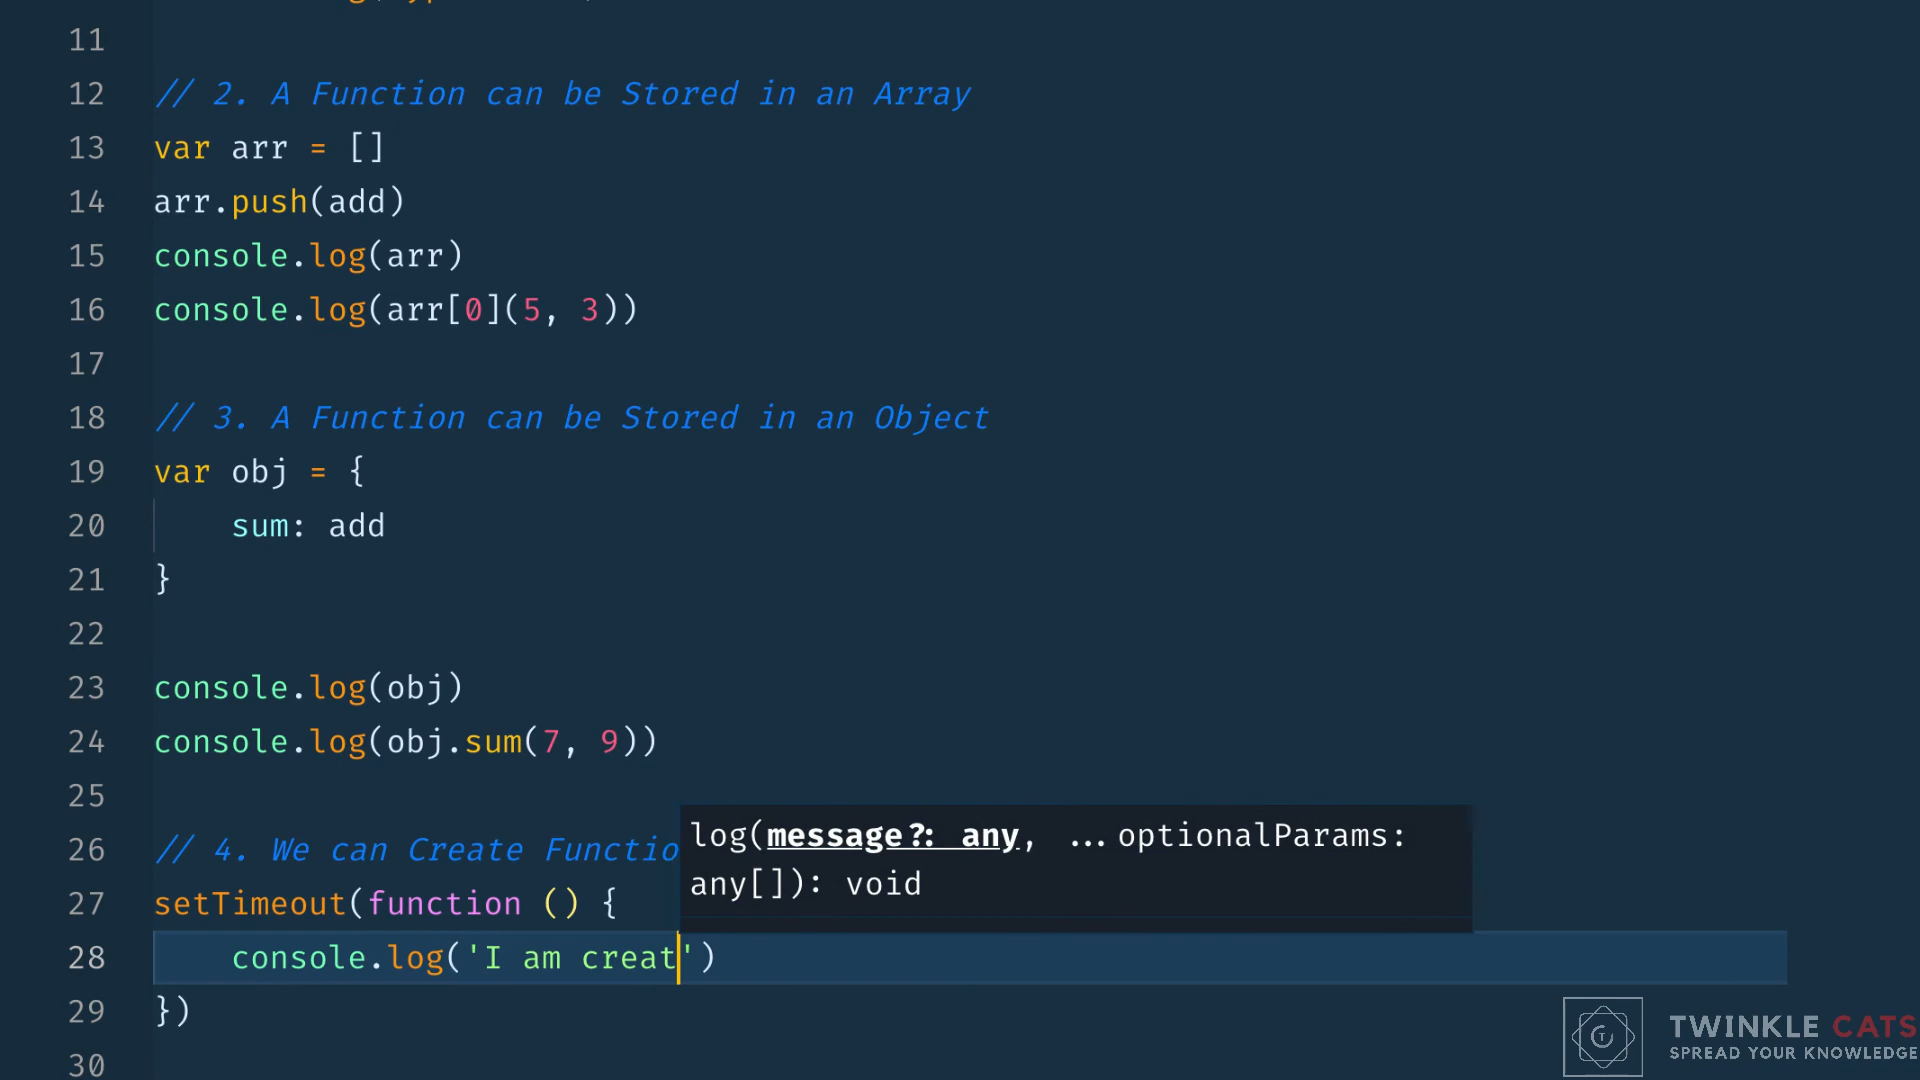 11
12 // 2. A Function can be Stored in an Array
13 var arr = []
14 arr.push(add)
15 console.log(arr)
16 console.log(arr[0](5, 3))
17
18 // 3. A Function can be Stored in an Object
19 var obj = {
20 sum: add
21 }
22
23 console.log(obj)
24 console.log(obj.sum(7, 9))
25
log(message?: any, ...optionalParams:
any[]): void
26 // 4. We can Create Functio
27 setTimeout(function () {
28 console.log('I am creat')
29 })
30
TWINKLE CATS
SPREAD YOUR KNOWLEDGE